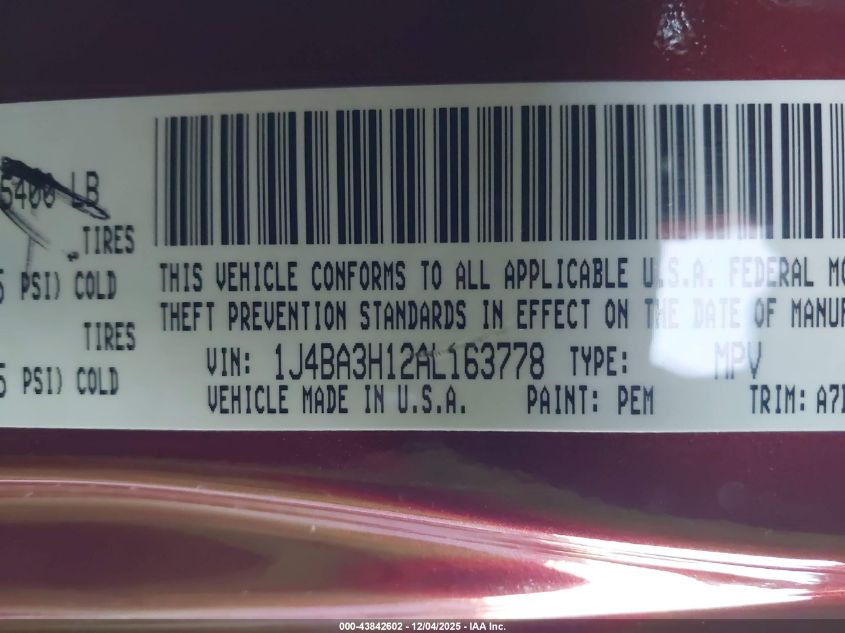 5400 LB
TIRES
5 PSI) COLD
TIRES
5 PSI) COLD
THIS VEHICLE CONFORMS TO ALL APPLICABLE U.S.A. FEDERAL MO
THEFT PREVENTION STANDARDS IN EFFECT ON THE DATE OF MANUF
VIN: 1J4BA3H12AL163778 TYPE: MPV
VEHICLE MADE IN U.S.A. PAINT: PEM TRIM: A7
000-43842602 - 12/04/2025 - IAA Inc.